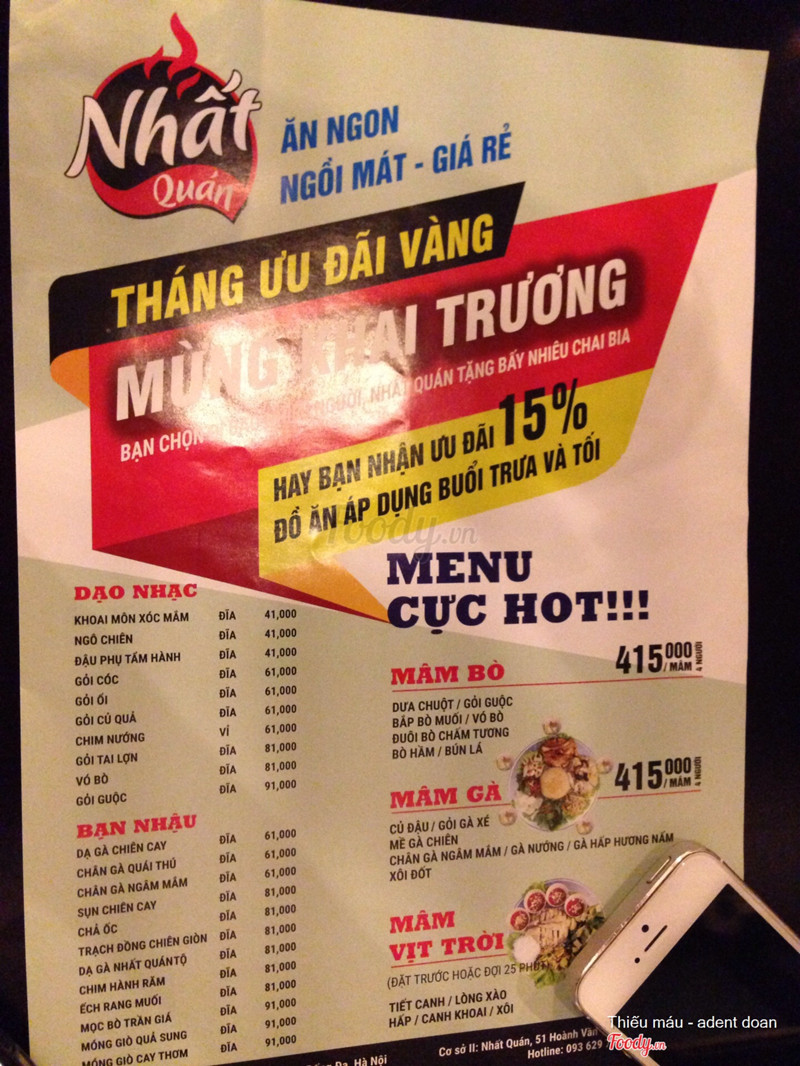 Nhất
Quán
ĂN NGON
NGỒI MÁT - GIÁ RẺ
THÁNG ƯU ĐÃI VÀNG
MÙNG KHAI TRƯƠNG
BẠN CHỌN NGƯỜI, NHẤT QUÁN TẶNG BẤY NHIÊU CHAI BIA
HAY BẠN NHẬN ƯU ĐÃI 15%
ĐỒ ĂN ÁP DỤNG BUỔI TRƯA VÀ TỐI
foody.vn
MENU
CỰC HOT!!!
DẠO NHẠC
KHOAI MÔN XÓC MẮM ĐĨA 41,000
NGÔ CHIÊN ĐĨA 41,000
ĐẬU PHỤ TẨM HÀNH ĐĨA 41,000
GỎI CÓC ĐĨA 61,000
GỎI ỔI ĐĨA 61,000
GỎI CỦ QUẢ ĐĨA 61,000
CHIM NƯỚNG VỈ 61,000
GỎI TAI LỢN ĐĨA 81,000
VÓ BÒ ĐĨA 81,000
GỎI GUỘC ĐĨA 91,000
BẠN NHẬU
DẠ GÀ CHIÊN CAY ĐĨA 61,000
CHÂN GÀ QUÁI THÚ ĐĨA 61,000
CHÂN GÀ NGÂM MẮM ĐĨA 61,000
SỤN CHIÊN CAY ĐĨA 81,000
CHẢ ỐC ĐĨA 81,000
TRẠCH ĐỒNG CHIÊN GIÒN ĐĨA 81,000
DẠ GÀ NHẤT QUÁN TỘ ĐĨA 81,000
CHIM HÀNH RĂM ĐĨA 81,000
ẾCH RANG MUỐI ĐĨA 81,000
MỌC BÒ TRẦN GIÁ ĐĨA 91,000
MÓNG GIÒ QUẢ SUNG ĐĨA 91,000
MÓNG GIÒ CAY THƠM ĐĨA 91,000
MÂM BÒ 415000/MÂM 4 NGƯỜI
DƯA CHUỘT / GỎI GUỘC
BẮP BÒ MUỐI / VÓ BÒ
ĐUÔI BÒ CHẤM TƯƠNG
BÒ HẦM / BÚN LÁ
MÂM GÀ 415000/MÂM 4 NGƯỜI
CỦ ĐẬU / GỎI GÀ XÉ
MỀ GÀ CHIÊN
CHÂN GÀ NGÂM MẮM / GÀ NƯỚNG / GÀ HẤP HƯƠNG NẤM
XÔI ĐỐT
MÂM
VỊT TRỜI
(ĐẶT TRƯỚC HOẶC ĐỢI 25 PHÚT)
TIẾT CANH / LÒNG XÀO
HẤP / CANH KHOAI / XÔI
Đống Đa, Hà Nội
Cơ sở II: Nhất Quán, 51 Hoành Văn
Hotline: 093 629
Thiếu máu - adent doan
Foody.vn